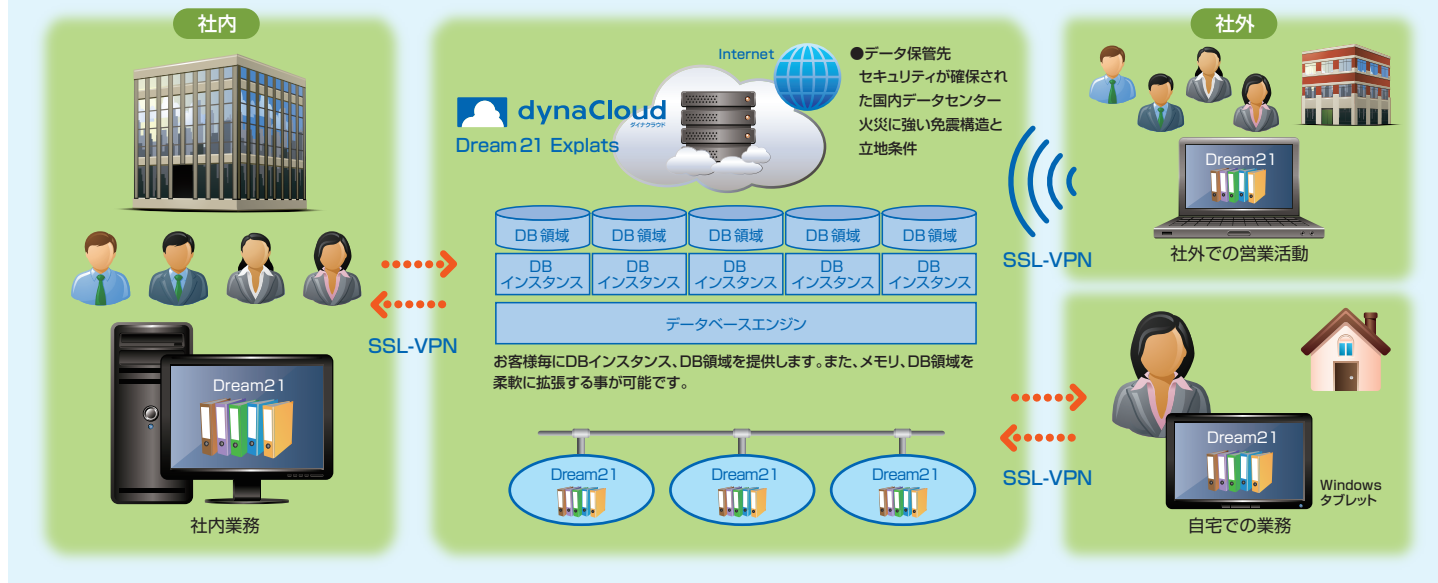 社内
SSL-VPN
Dream21
社内業務
Internet
dynaCloud
ダイナクラウド
Dream21 Explats
●データ保管先
セキュリティが確保され
た国内データセンター
火災に強い免震構造と
立地条件
DB領域 DB領域 DB領域 DB領域 DB領域
DB DB DB DB DB
インスタンス インスタンス インスタンス インスタンス インスタンス
データベースエンジン
お客様毎にDBインスタンス、DB領域を提供します。また、メモリ、DB領域を
柔軟に拡張する事が可能です。
Dream21 Dream21 Dream21
社外
Dream21
SSL-VPN
社外での営業活動
Dream21
SSL-VPN
Windows
タブレット
自宅での業務